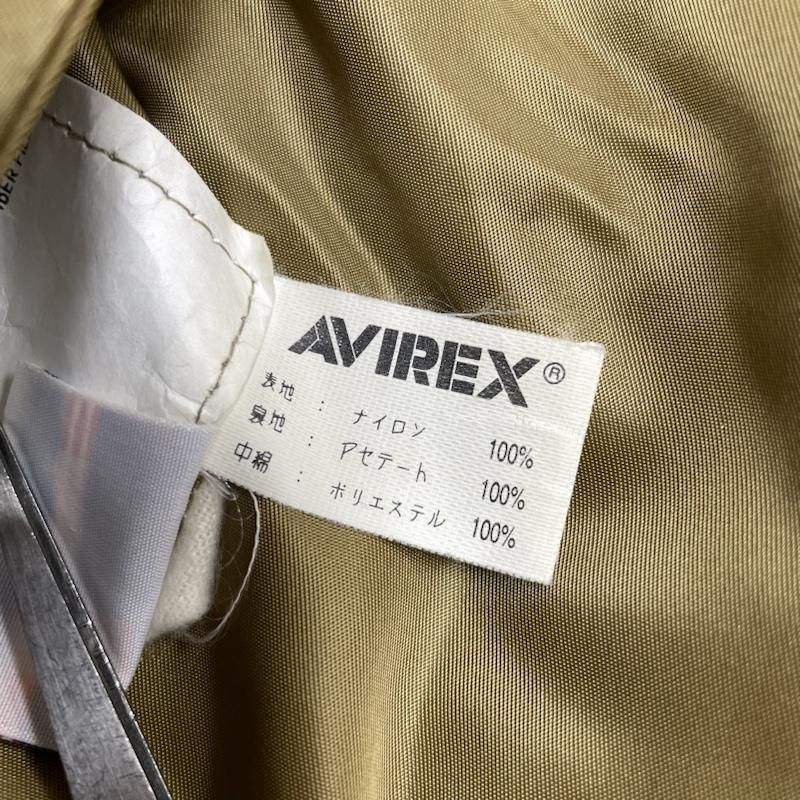 AVIREX®
表地 : ナイロン 100%
裏地 : アセテート 100%
中綿 : ポリエステル 100%